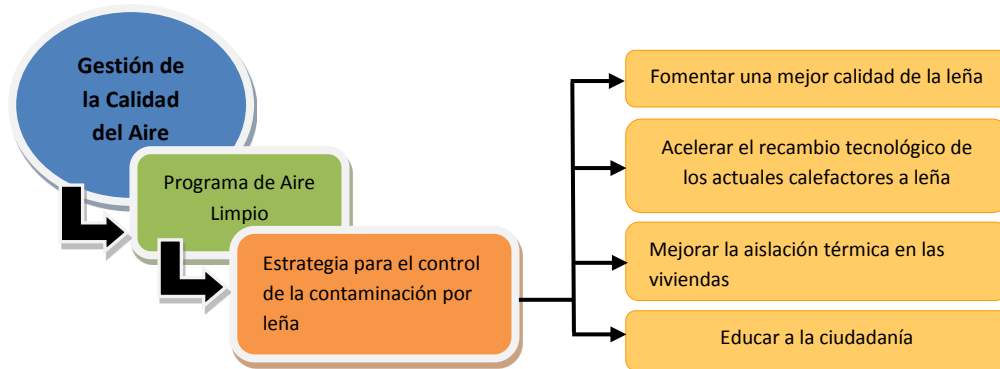 Gestión de
la Calidad
del Aire
Programa de Aire
Limpio
Estrategia para el control
de la contaminación por
leña
Fomentar una mejor calidad de la leña
Acelerar el recambio tecnológico de
los actuales calefactores a leña
Mejorar la aislación térmica en las
viviendas
Educar a la ciudadanía